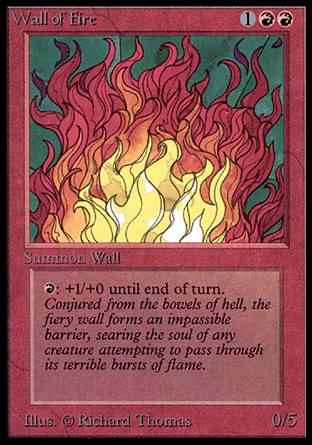 Wall of Fire 1
Summon Wall
: +1/+0 until end of turn.
Conjured from the bowels of hell, the
fiery wall forms an impassible
barrier, searing the soul of any
creature attempting to pass through
its terrible bursts of flame.
0/5
Illus. © Richard Thomas